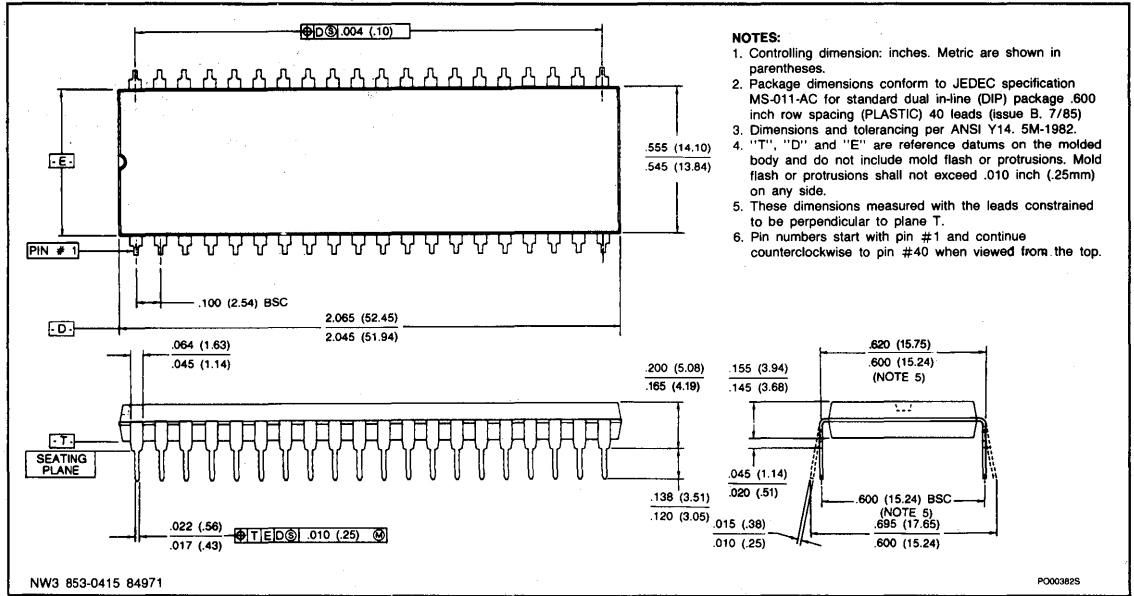 ⌖ D Ⓢ .004 (.10)
NOTES:
1. Controlling dimension: inches. Metric are shown in
parentheses.
2. Package dimensions conform to JEDEC specification
MS-011-AC for standard dual in-line (DIP) package .600
inch row spacing (PLASTIC) 40 leads (issue B. 7/85)
3. Dimensions and tolerancing per ANSI Y14. 5M-1982.
4. "T", "D" and "E" are reference datums on the molded
body and do not include mold flash or protrusions. Mold
flash or protrusions shall not exceed .010 inch (.25mm)
on any side.
5. These dimensions measured with the leads constrained
to be perpendicular to plane T.
6. Pin numbers start with pin #1 and continue
counterclockwise to pin #40 when viewed from the top.
-E-
.555 (14.10)
.545 (13.84)
PIN # 1
.100 (2.54) BSC
-D-
2.065 (52.45)
2.045 (51.94)
.064 (1.63)
.045 (1.14)
.200 (5.08)
.165 (4.19)
.155 (3.94)
.145 (3.68)
.620 (15.75)
.600 (15.24)
(NOTE 5)
-T-
SEATING
PLANE
.138 (3.51)
.120 (3.05)
.045 (1.14)
.020 (.51)
.600 (15.24) BSC
(NOTE 5)
.695 (17.65)
.600 (15.24)
.015 (.38)
.010 (.25)
.022 (.56)
.017 (.43)
⌖ T E D Ⓢ .010 (.25) Ⓜ
NW3 853-0415 84971
PO00382S